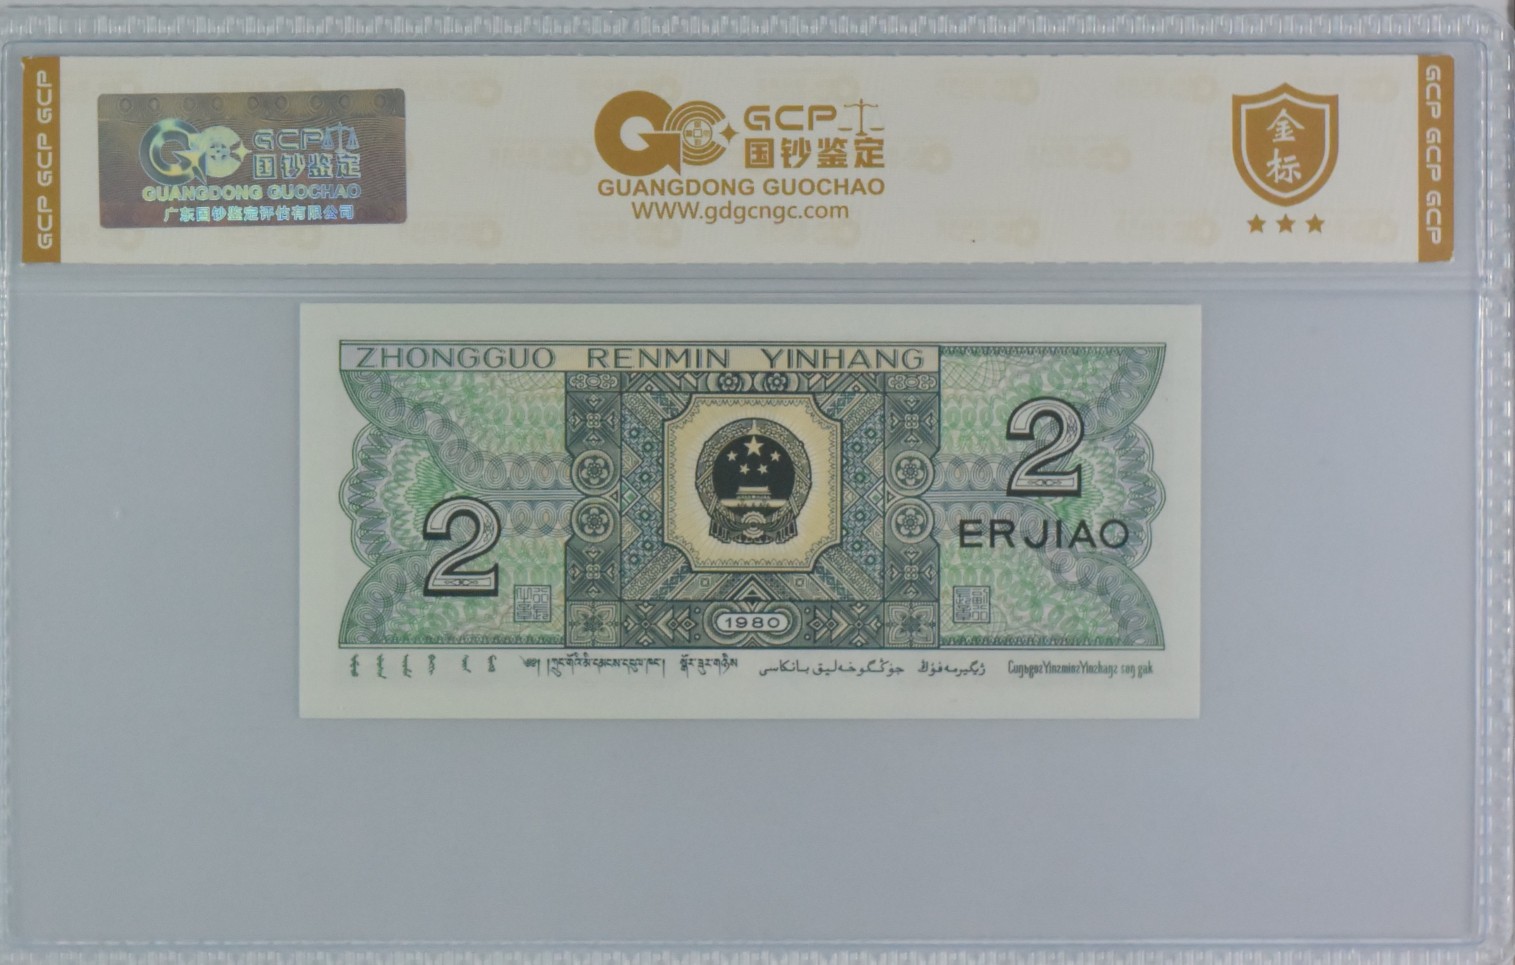 GCP GCP GCP
GCP
国钞鉴定
GUANGDONG GUOCHAO
广东国钞鉴定评估有限公司
GCP
国钞鉴定
GUANGDONG GUOCHAO
WWW.gdgcngc.com
金
标
GCP GCP GCP
ZHONGGUO RENMIN YINHANG
2
2
ERJIAO
1980